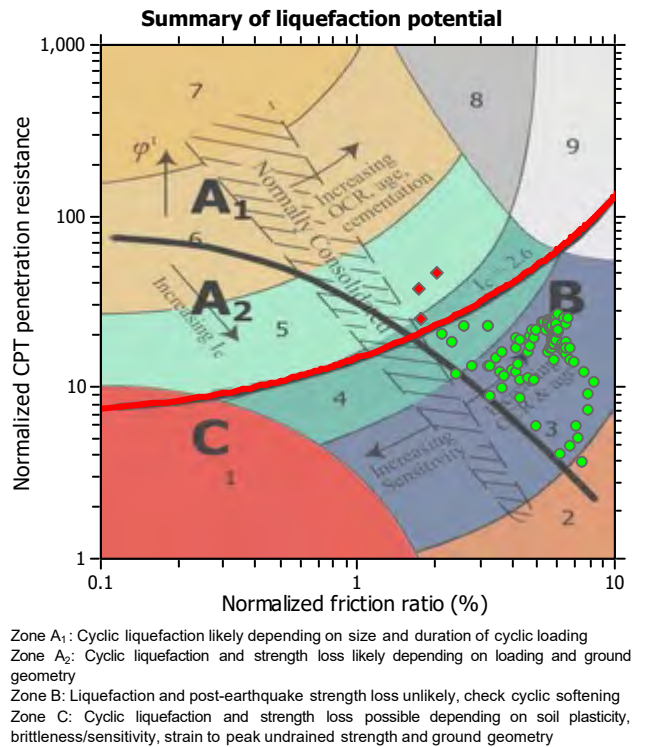 Summary of liquefaction potential
1,000
7
8
9
φ'
Increasing
OCR, age,
cementation
A1
Normally Consolidated
100
6
Ic = 2.6
A2
B
Increasing Ic
5
10
4
C
OCR & age
3
Increasing
Sensitivity
1
2
1
0.1
1
10
Normalized CPT penetration resistance
Normalized friction ratio (%)
Zone A1: Cyclic liquefaction likely depending on size and duration of cyclic loading
Zone A2: Cyclic liquefaction and strength loss likely depending on loading and ground
geometry
Zone B: Liquefaction and post-earthquake strength loss unlikely, check cyclic softening
Zone C: Cyclic liquefaction and strength loss possible depending on soil plasticity,
brittleness/sensitivity, strain to peak undrained strength and ground geometry